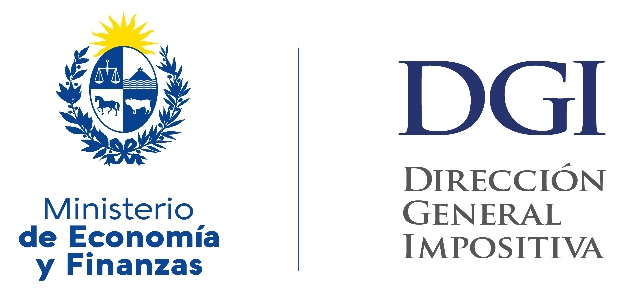 Ministerio
de Economía
y Finanzas
DGI
DIRECCIÓN
GENERAL
IMPOSITIVA